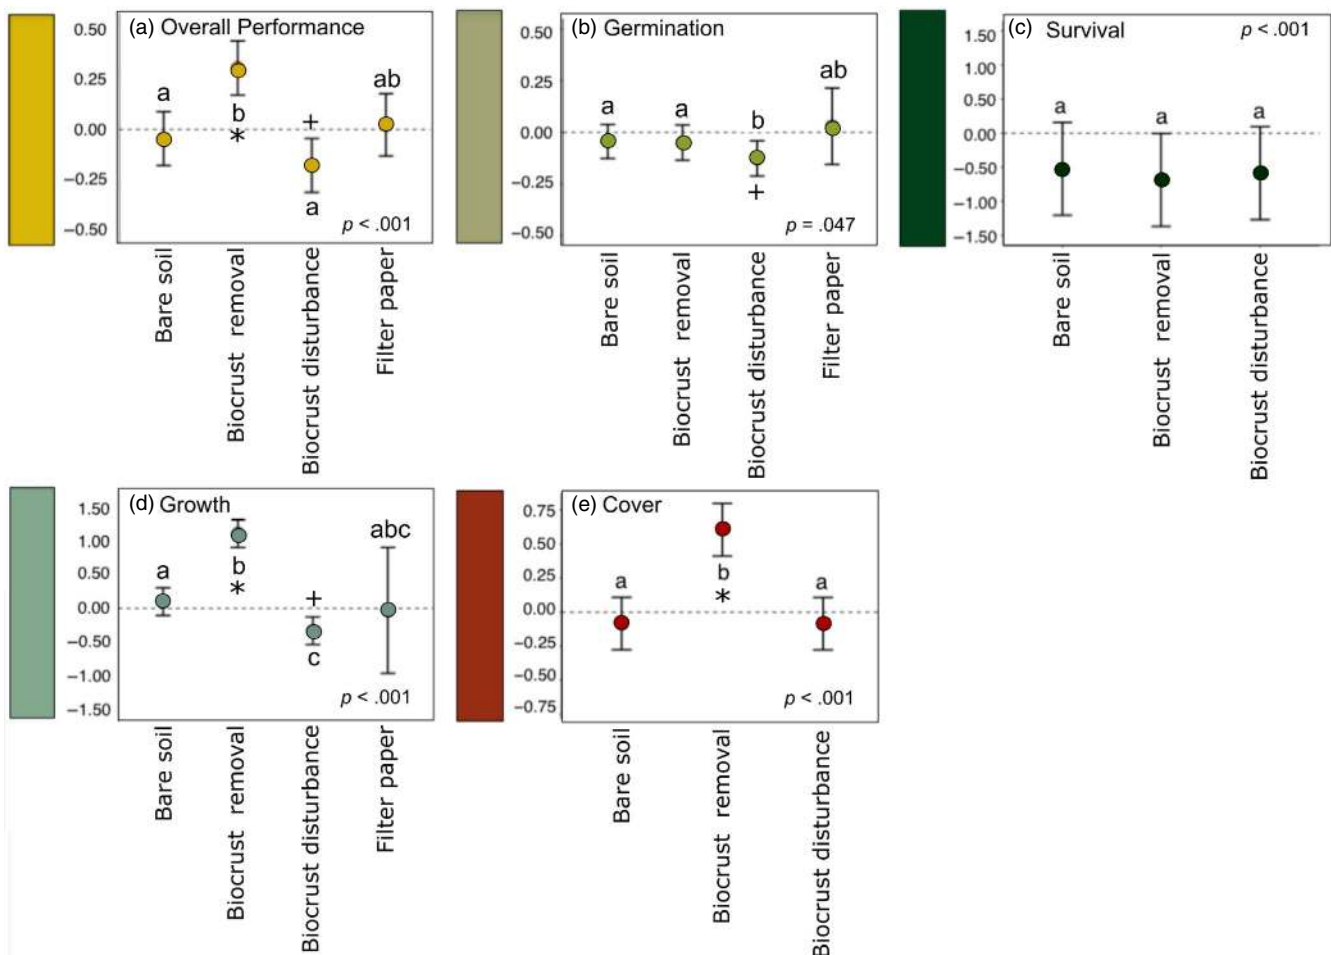 (a) Overall Performance
0.50
0.25
0.00
−0.25
−0.50
a
b
*
+
a
ab
p < .001
Bare soil
Biocrust removal
Biocrust disturbance
Filter paper
(b) Germination
0.50
0.25
0.00
−0.25
−0.50
a
a
b
+
ab
p = .047
Bare soil
Biocrust removal
Biocrust disturbance
Filter paper
(c) Survival
p < .001
1.50
1.00
0.50
0.00
−0.50
−1.00
−1.50
a
a
a
Bare soil
Biocrust removal
Biocrust disturbance
(d) Growth
1.50
1.00
0.50
0.00
−0.50
−1.00
−1.50
a
b
*
+
c
abc
p < .001
Bare soil
Biocrust removal
Biocrust disturbance
Filter paper
(e) Cover
0.75
0.50
0.25
0.00
−0.25
−0.50
−0.75
a
b
*
a
p < .001
Bare soil
Biocrust removal
Biocrust disturbance